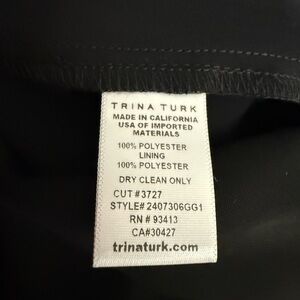 TRINA TURK
MADE IN CALIFORNIA
USA OF IMPORTED
MATERIALS
100% POLYESTER
LINING
100% POLYESTER
DRY CLEAN ONLY
CUT #3727
STYLE# 2407306GG1
RN # 93413
CA#30427
trinaturk.com